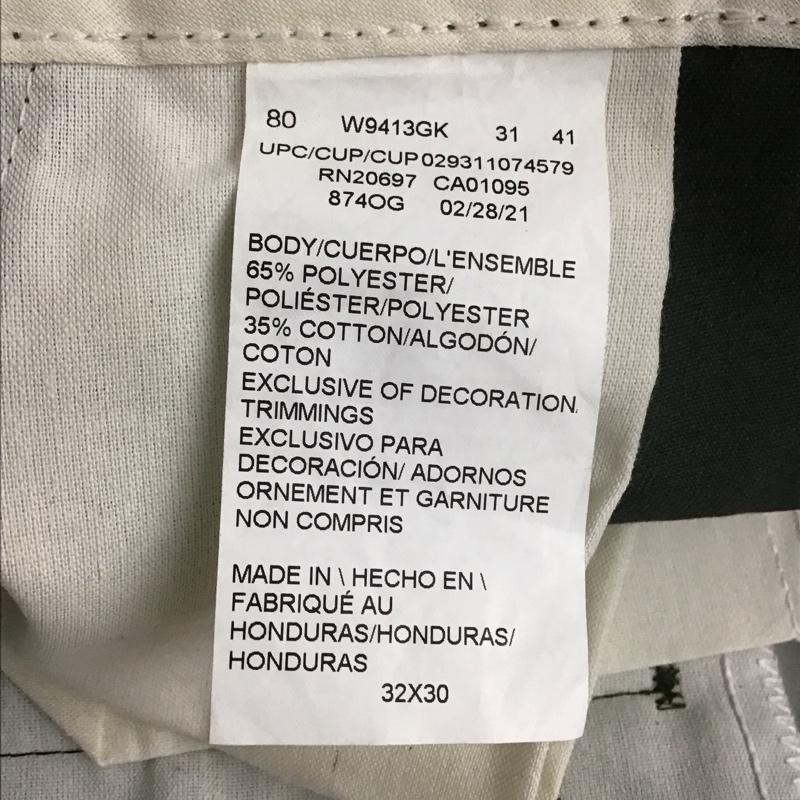 80 W9413GK 31 41
UPC/CUP/CUP 029311074579
RN20697 CA01095
874OG 02/28/21
BODY/CUERPO/L'ENSEMBLE
65% POLYESTER/
POLIÉSTER/POLYESTER
35% COTTON/ALGODÓN/
COTON
EXCLUSIVE OF DECORATION.
TRIMMINGS
EXCLUSIVO PARA
DECORACIÓN/ ADORNOS
ORNEMENT ET GARNITURE
NON COMPRIS
MADE IN \ HECHO EN \
FABRIQUÉ AU
HONDURAS/HONDURAS/
HONDURAS
32X30